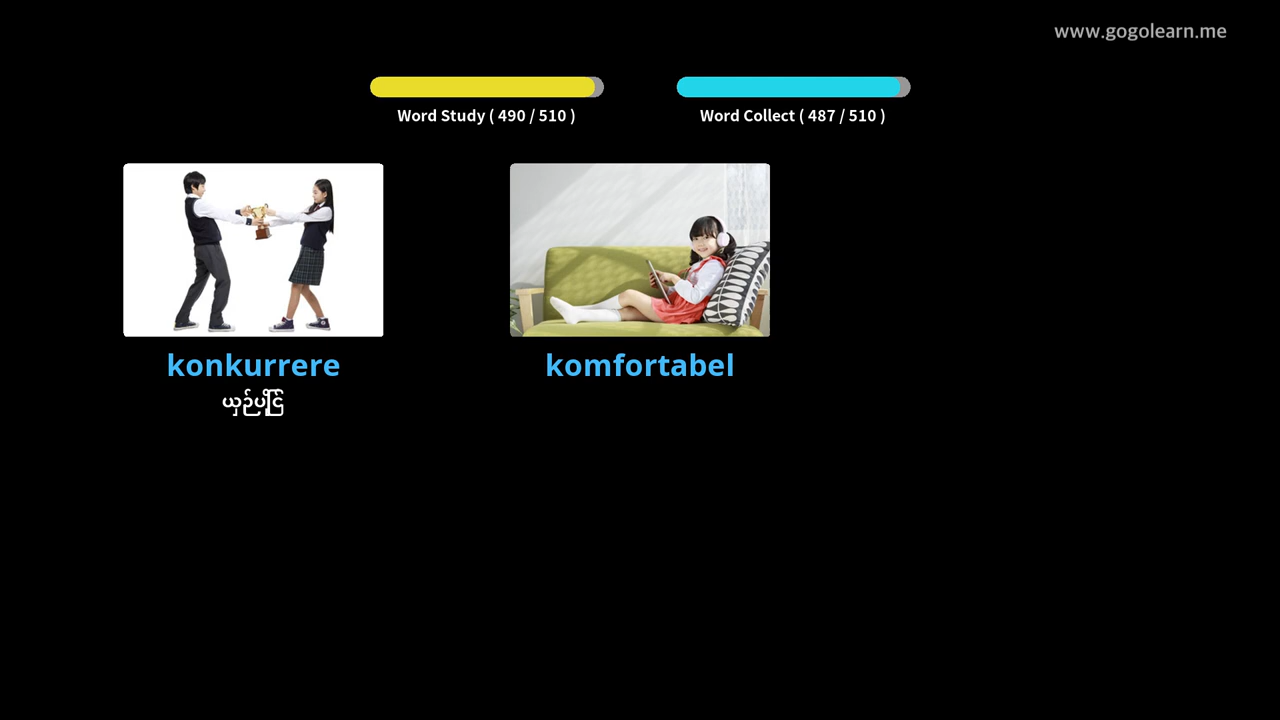 www.gogolearn.me
Word Study ( 490 / 510 )
Word Collect ( 487 / 510 )
konkurrere
ယှဉ်ပြိုင်
komfortabel